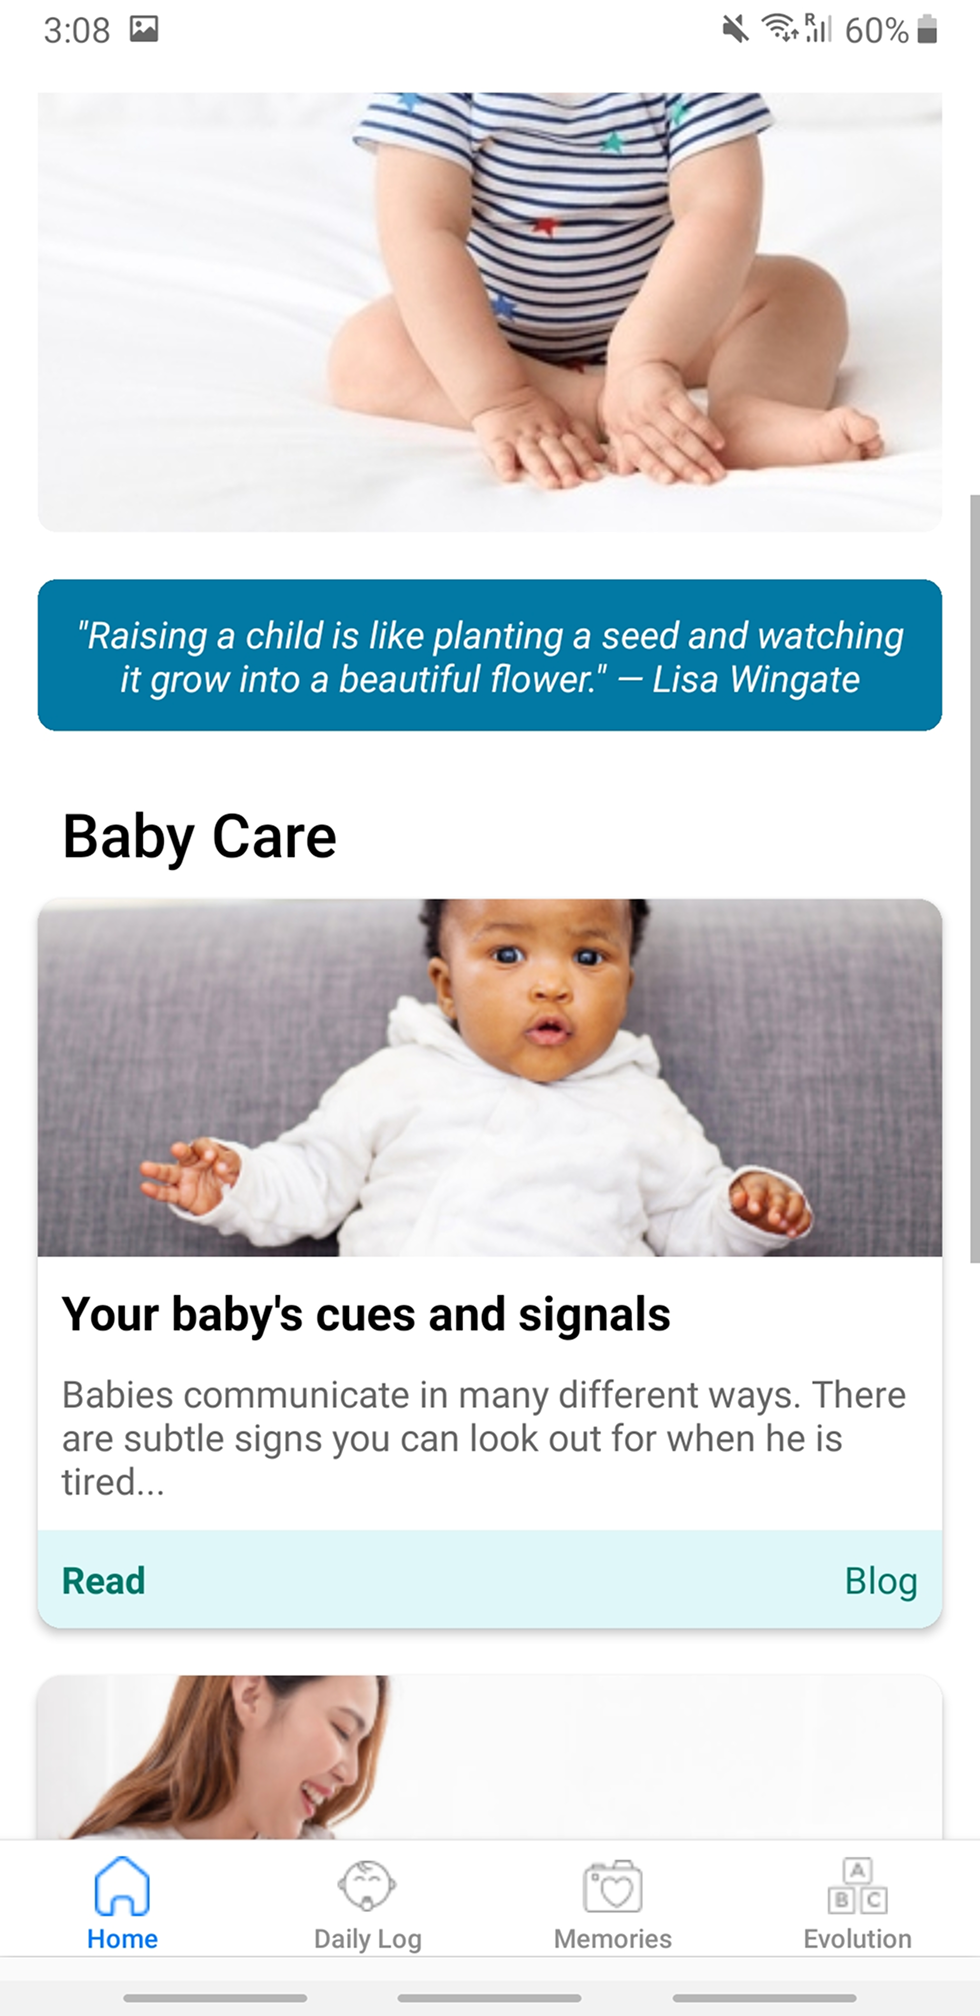 3:08
R
60%
"Raising a child is like planting a seed and watching
it grow into a beautiful flower." — Lisa Wingate
Baby Care
Your baby's cues and signals
Babies communicate in many different ways. There
are subtle signs you can look out for when he is
tired...
Read
Blog
A
B C
Home
Daily Log
Memories
Evolution